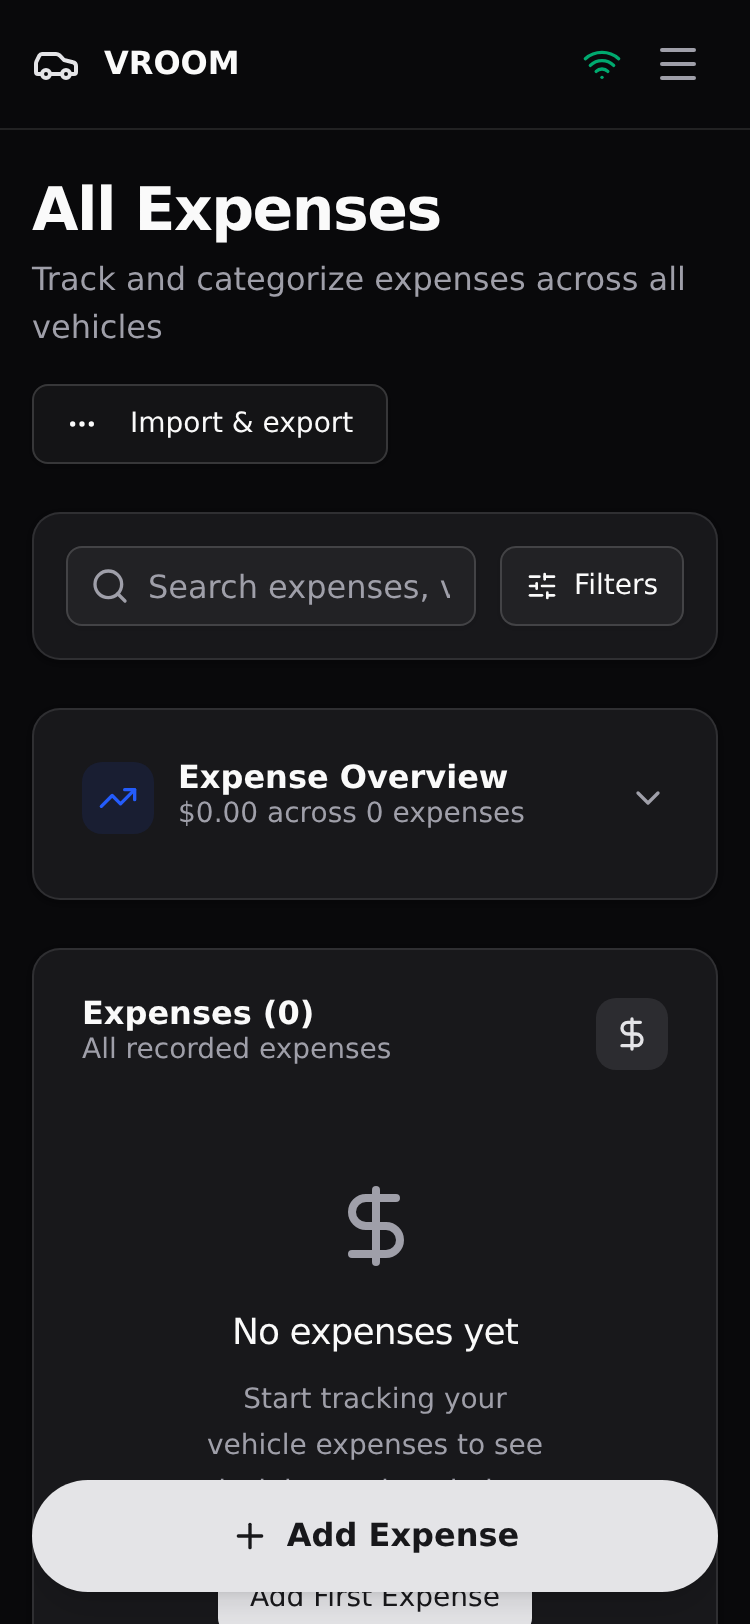 VROOM
All Expenses
Track and categorize expenses across all
vehicles
Import & export
Search expenses,
Filters
Expense Overview
$0.00 across 0 expenses
Expenses (0)
All recorded expenses
No expenses yet
Start tracking your
vehicle expenses to see
Add Expense
Add First Expense